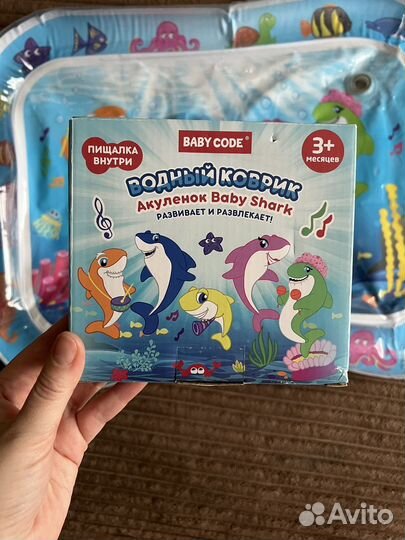 BABY CODE®
ПИЩАЛКА
ВНУТРИ
3+
месяцев
ВОДНЫЙ КОВРИК
Акуленок Baby Shark
РАЗВИВАЕТ И РАЗВЛЕКАЕТ!
Avito